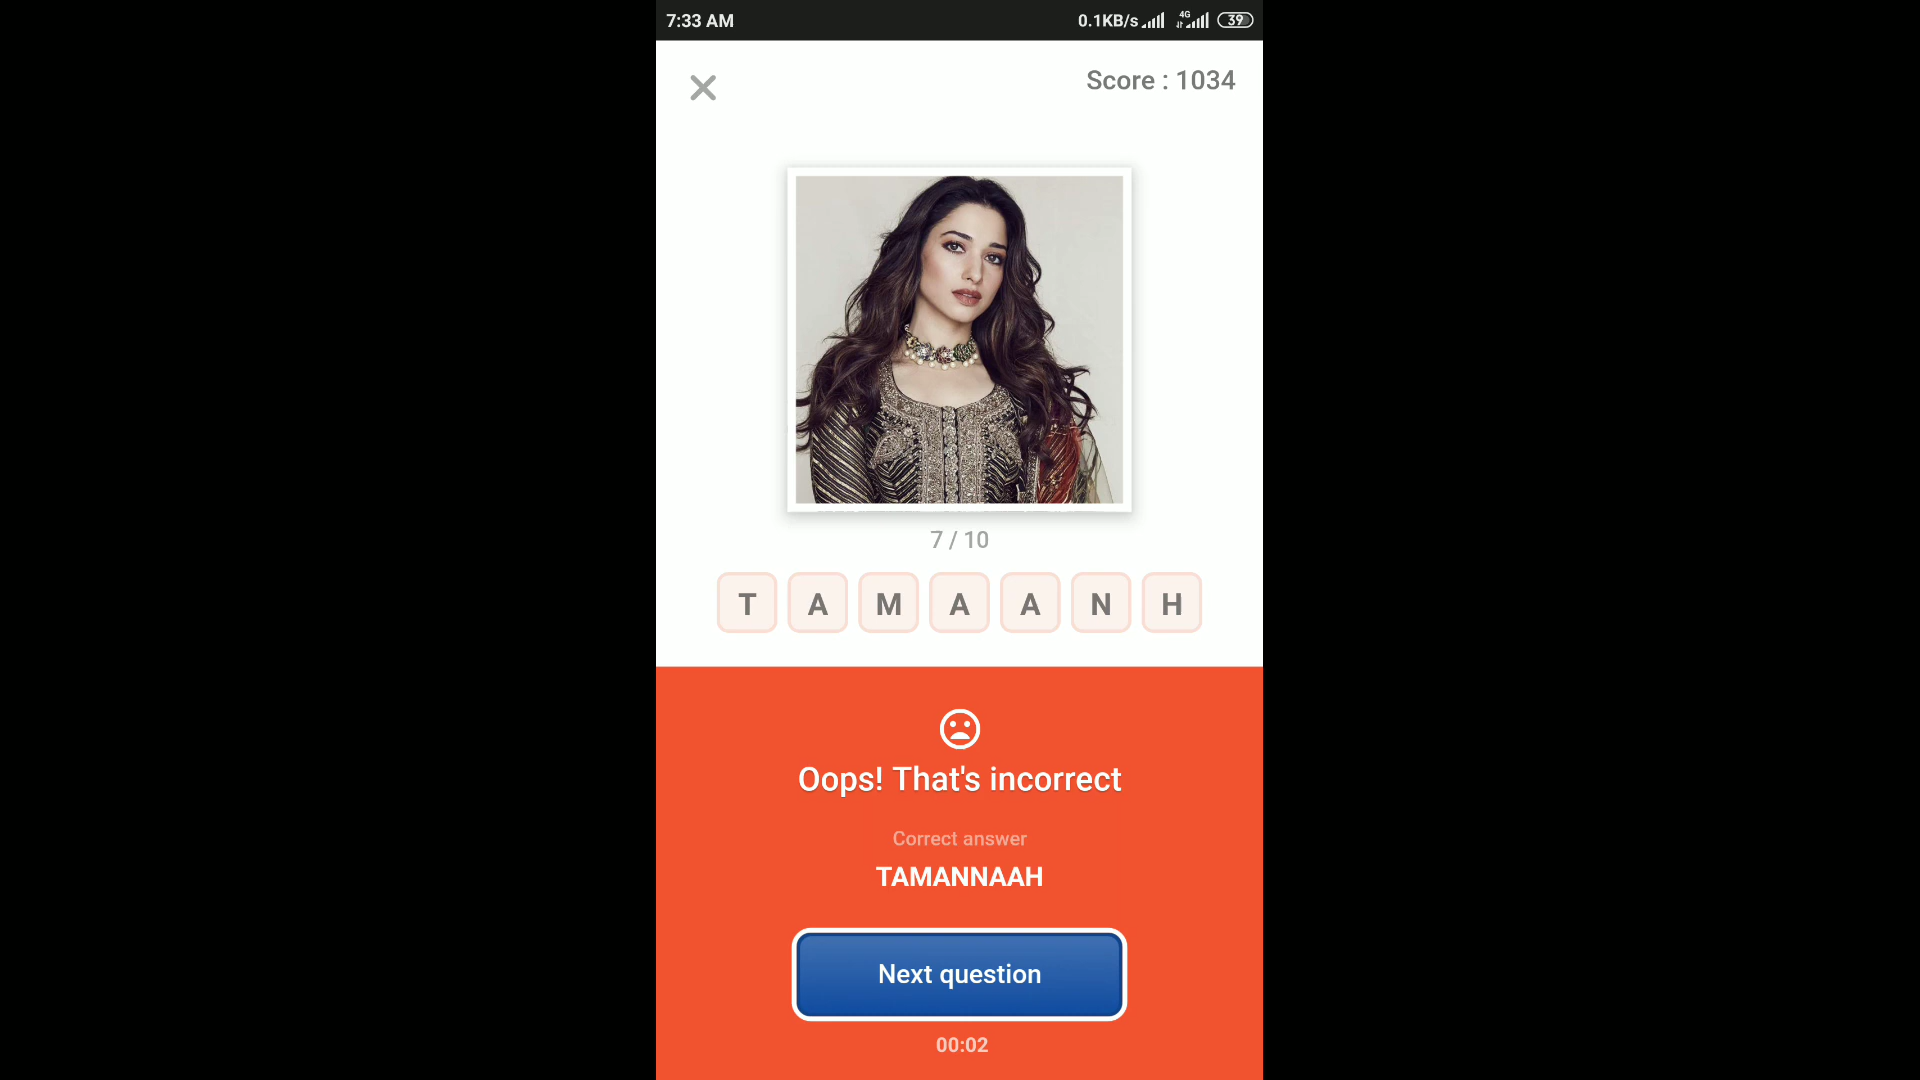 7:33 AM 0.1KB/s 4G 39
Score : 1034
7 / 10
T A M A A N H
Oops! That's incorrect
Correct answer
TAMANNAAH
Next question
00:02